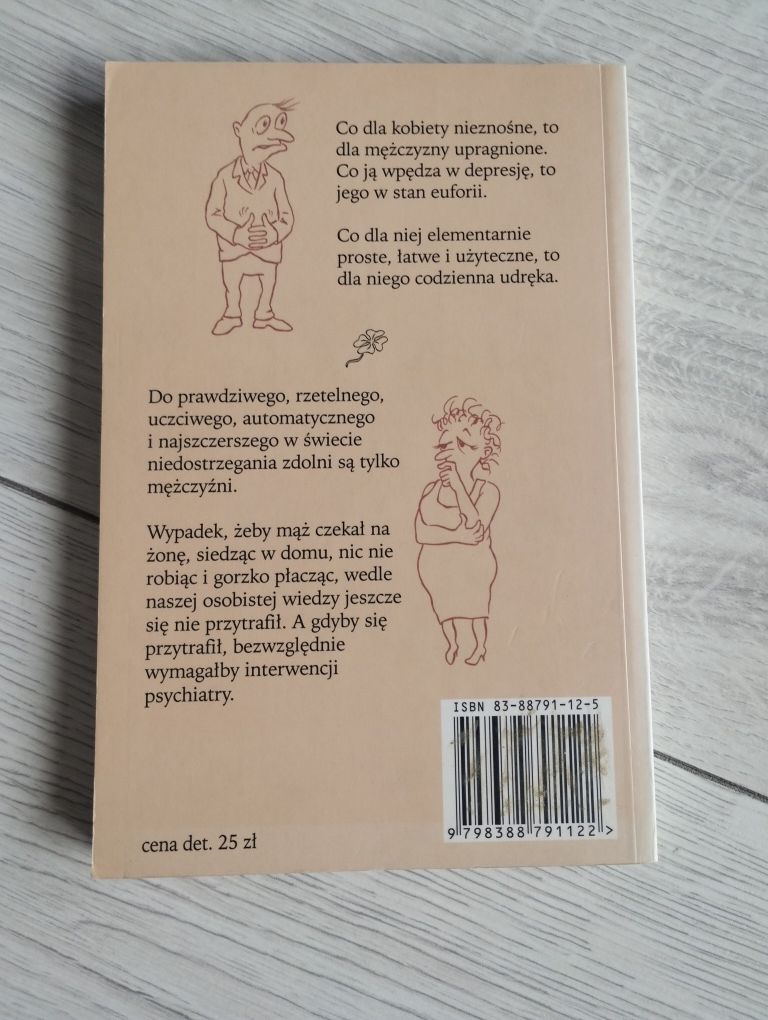 Co dla kobiety nieznośne, to
dla mężczyzny upragnione.
Co ją wpędza w depresję, to
jego w stan euforii.
Co dla niej elementarnie
proste, łatwe i użyteczne, to
dla niego codzienna udręka.
Do prawdziwego, rzetelnego,
uczciwego, automatycznego
i najszczerszego w świecie
niedostrzegania zdolni są tylko
mężczyźni.
Wypadek, żeby mąż czekał na
żonę, siedząc w domu, nic nie
robiąc i gorzko płacząc, wedle
naszej osobistej wiedzy jeszcze
się nie przytrafił. A gdyby się
przytrafił, bezwzględnie
wymagałby interwencji
psychiatry.
ISBN 83-88791-12-5
9 798388 791122 >
cena det. 25 zł